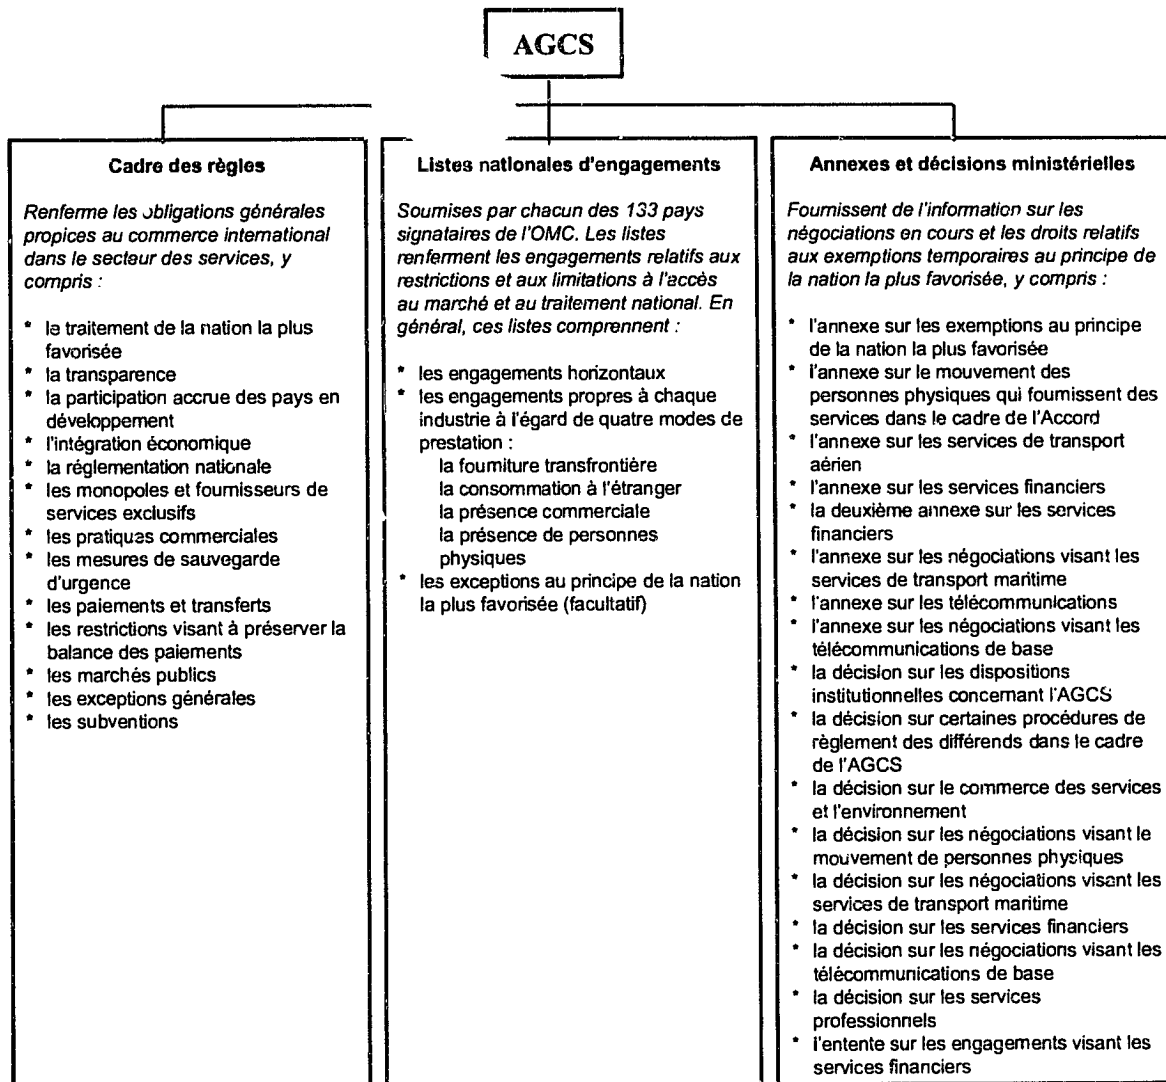 AGCS
Cadre des règles
Renferme les obligations générales
propices au commerce international
dans le secteur des services, y
compris :
* le traitement de la nation la plus
favorisée
* la transparence
* la participation accrue des pays en
développement
* l'intégration économique
* la réglementation nationale
* les monopoles et fournisseurs de
services exclusifs
* les pratiques commerciales
* les mesures de sauvegarde
d'urgence
* les paiements et transferts
* les restrictions visant à préserver la
balance des paiements
* les marchés publics
* les exceptions générales
* les subventions
Listes nationales d'engagements
Soumises par chacun des 133 pays
signataires de l'OMC. Les listes
renferment les engagements relatifs aux
restrictions et aux limitations à l'accès
au marché et au traitement national. En
général, ces listes comprennent :
* les engagements horizontaux
* les engagements propres à chaque
industrie à l'égard de quatre modes de
prestation :
la fourniture transfrontière
la consommation à l'étranger
la présence commerciale
la présence de personnes
physiques
* les exceptions au principe de la nation
la plus favorisée (facultatif)
Annexes et décisions ministérielles
Fournissent de l'information sur les
négociations en cours et les droits relatifs
aux exemptions temporaires au principe de
la nation la plus favorisée, y compris :
* l'annexe sur les exemptions au principe
de la nation la plus favorisée
* l'annexe sur le mouvement des
personnes physiques qui fournissent des
services dans le cadre de l'Accord
* l'annexe sur les services de transport
aérien
* l'annexe sur les services financiers
* la deuxième annexe sur les services
financiers
* l'annexe sur les négociations visant les
services de transport maritime
* l'annexe sur les télécommunications
* l'annexe sur les négociations visant les
télécommunications de base
* la décision sur les dispositions
institutionnelles concernant l'AGCS
* la décision sur certaines procédures de
règlement des différends dans le cadre
de l'AGCS
* la décision sur le commerce des services
et l'environnement
* la décision sur les négociations visant le
mouvement de personnes physiques
* la décision sur les négociations visant les
services de transport maritime
* la décision sur les services financiers
* la décision sur les négociations visant les
télécommunications de base
* la décision sur les services
professionnels
* l'entente sur les engagements visant les
services financiers